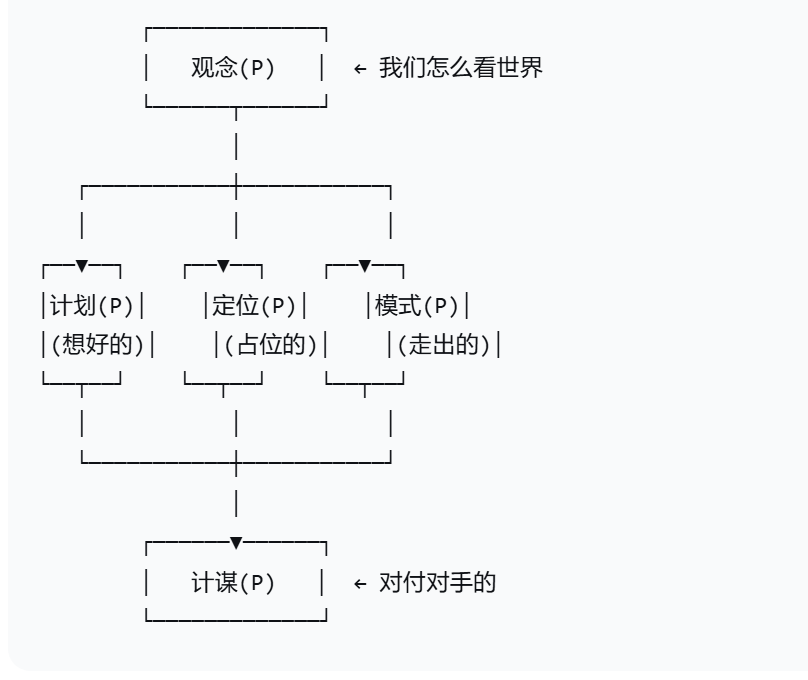 观念(P) ← 我们怎么看世界
计划(P) 定位(P) 模式(P)
(想好的) (占位的) (走出的)
计谋(P) ← 对付对手的